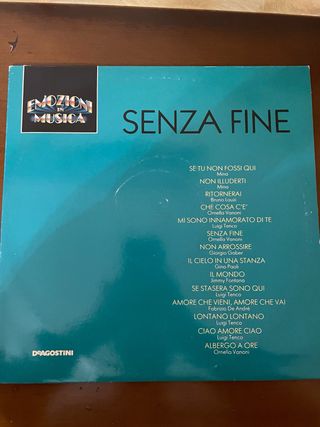 EMOZIONI
IN
MUSICA
SENZA FINE
SE TU NON FOSSI QUI
Mina
NON ILLUDERTI
Mina
RITORNERAI
Bruno Lauzi
CHE COSA C'E'
Ornella Vanoni
MI SONO INNAMORATO DI TE
Luigi Tenco
SENZA FINE
Ornella Vanoni
NON ARROSSIRE
Giorgio Gaber
IL CIELO IN UNA STANZA
Gino Paoli
IL MONDO
Jimmy Fontana
SE STASERA SONO QUI
Luigi Tenco
AMORE CHE VIENI, AMORE CHE VAI
Fabrizio De André
LONTANO LONTANO
Luigi Tenco
CIAO AMORE CIAO
Luigi Tenco
ALBERGO A ORE
Ornella Vanoni
DEAGOSTINI